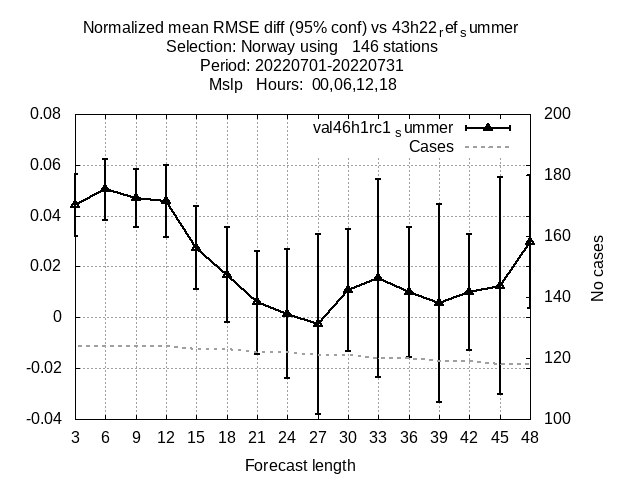 Normalized mean RMSE diff (95% conf) vs 43h22ref summer
Selection: Norway using 146 stations
Period: 20220701-20220731
Mslp Hours: 00,06,12,18
0.08
0.06
0.04
0.02
0
-0.02
-0.04
200
180
160
140
120
100
val46h1rc1summer
Cases
No cases
3 6 9 12 15 18 21 24 27 30 33 36 39 42 45 48
Forecast length